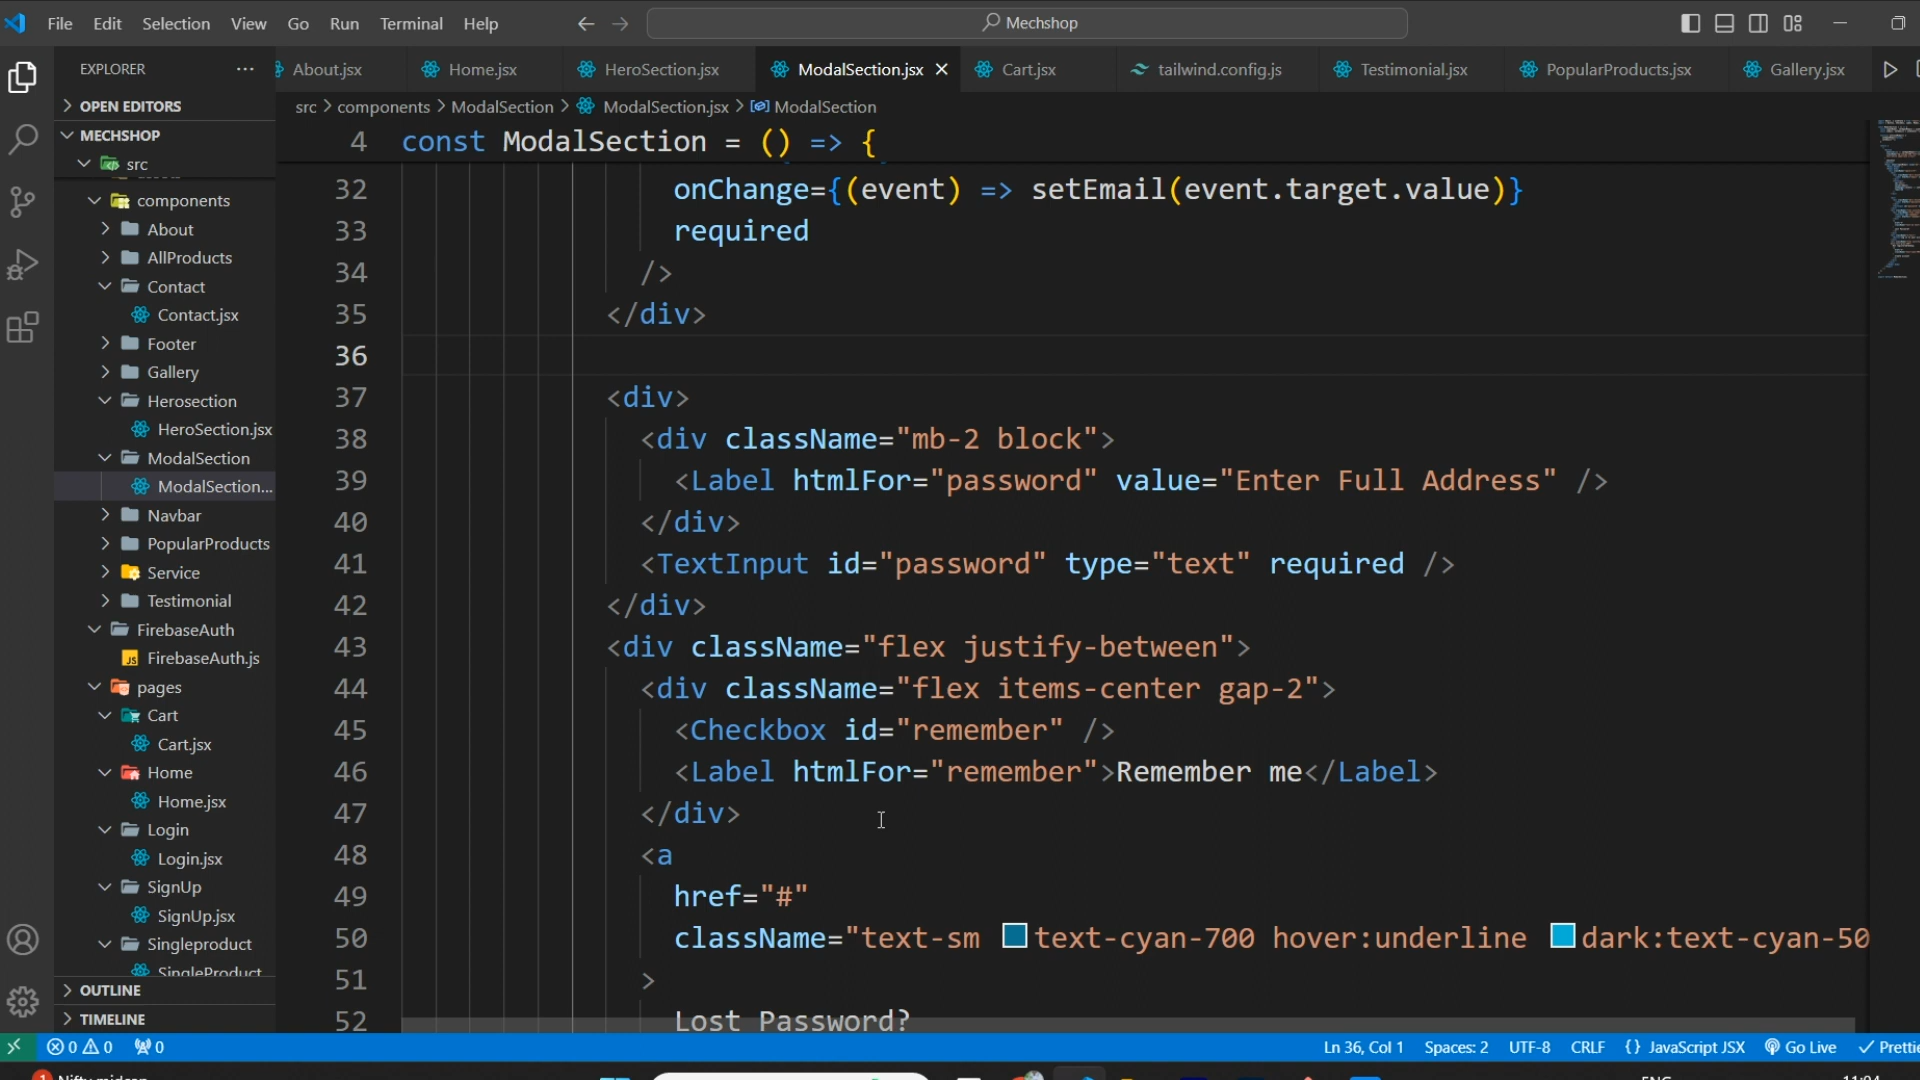 File Edit Selection View Go Run Terminal Help
Mechshop
EXPLORER
About.jsx Home.jsx HeroSection.jsx ModalSection.jsx Cart.jsx tailwind.config.js Testimonial.jsx PopularProducts.jsx Gallery.jsx
src > components > ModalSection > ModalSection.jsx > ModalSection
OPEN EDITORS
MECHSHOP
src
components
About
AllProducts
Contact
Contact.jsx
Footer
Gallery
Herosection
HeroSection.jsx
ModalSection
ModalSection...
Navbar
PopularProducts
Service
Testimonial
FirebaseAuth
JS FirebaseAuth.js
pages
Cart
Cart.jsx
Home
Home.jsx
Login
Login.jsx
SignUp
SignUp.jsx
Singleproduct
SingleProduct
OUTLINE
TIMELINE
4 const ModalSection = () => {
32 onChange={(event) => setEmail(event.target.value)}
33 required
34 />
35 </div>
36
37 <div>
38 <div className="mb-2 block">
39 <Label htmlFor="password" value="Enter Full Address" />
40 </div>
41 <TextInput id="password" type="text" required />
42 </div>
43 <div className="flex justify-between">
44 <div className="flex items-center gap-2">
45 <Checkbox id="remember" />
46 <Label htmlFor="remember">Remember me</Label>
47 </div>
48 <a
49 href="#"
50 className="text-sm text-cyan-700 hover:underline dark:text-cyan-50
51 >
52 Lost Password?
0 0 0 Ln 36, Col 1 Spaces: 2 UTF-8 CRLF {} JavaScript JSX Go Live Prettie